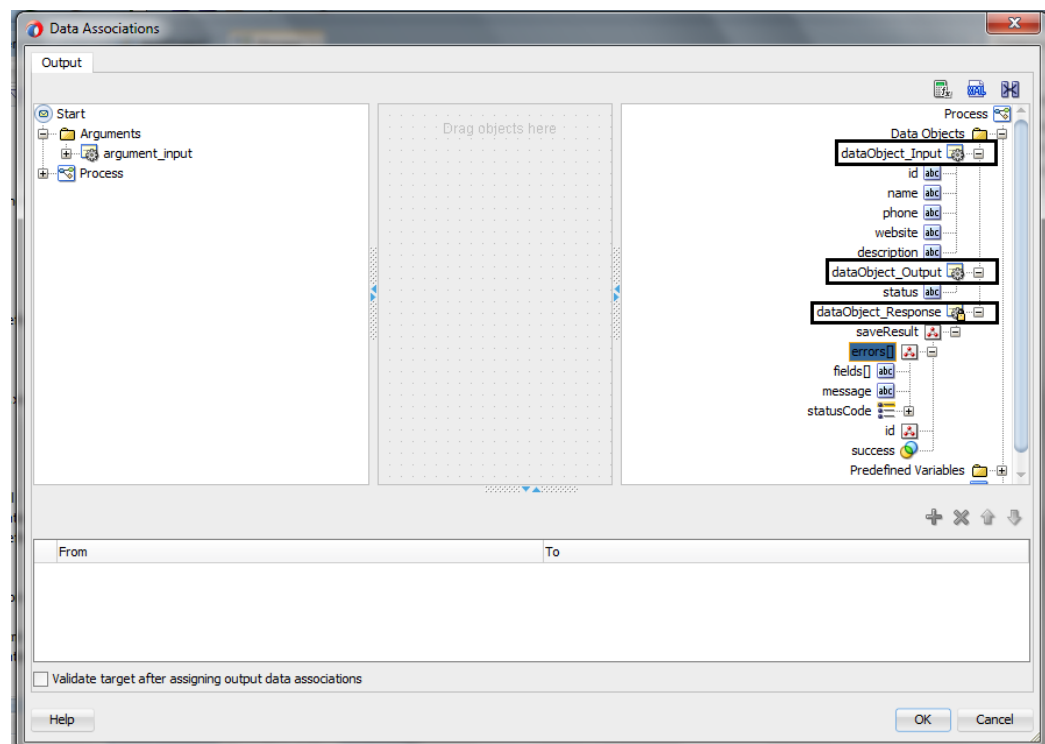 Data Associations
Output
Start
Arguments
argument_input
Process
Drag objects here
Process
Data Objects
dataObject_Input
id
name
phone
website
description
dataObject_Output
status
dataObject_Response
saveResult
errors[]
fields[]
message
statusCode
id
success
Predefined Variables
From To
Validate target after assigning output data associations
Help OK Cancel